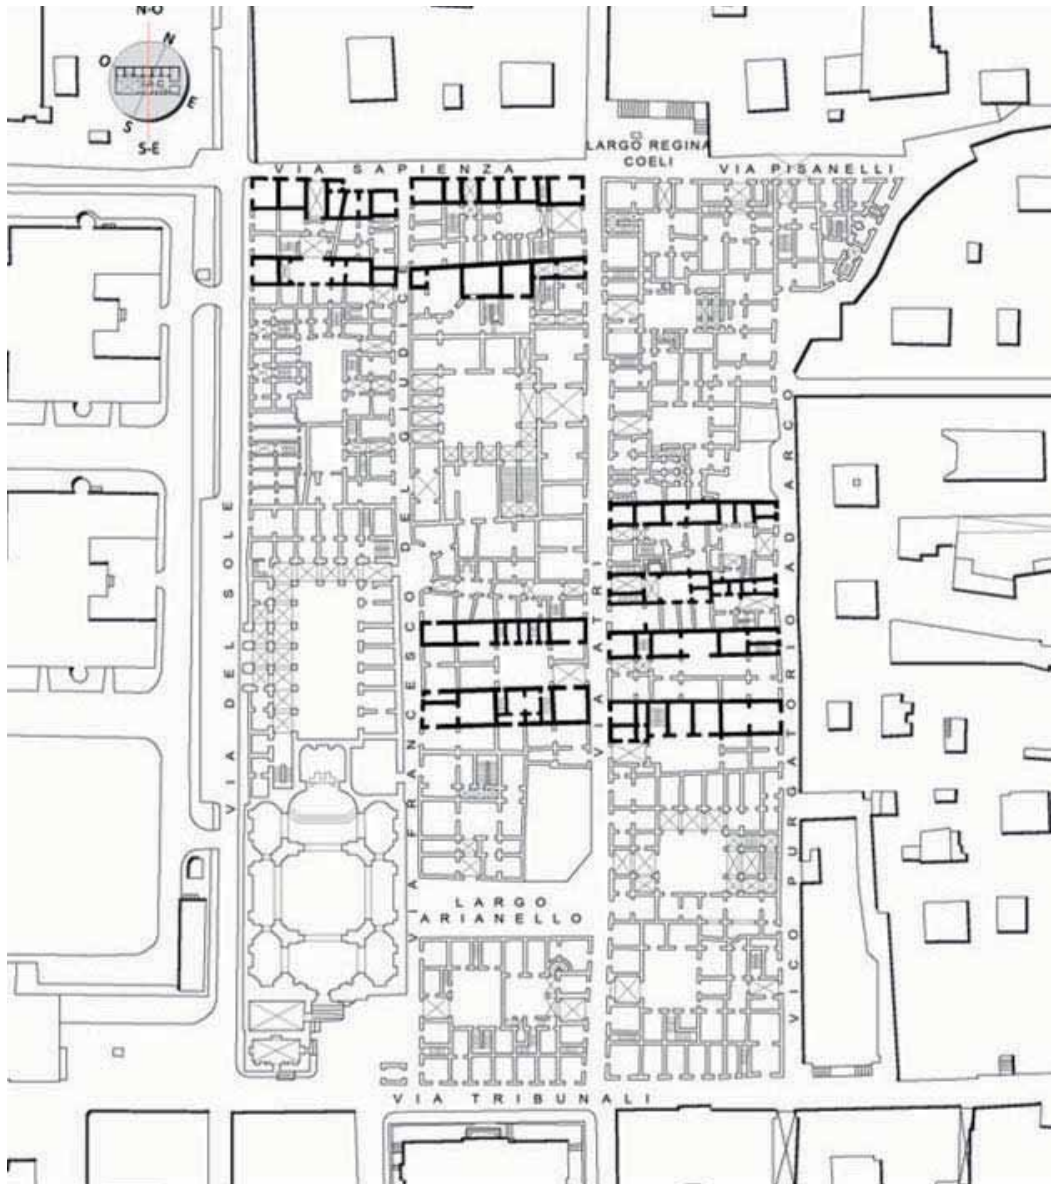 N-O
N
O
E
S
S-E
VIA SAPIENZA
LARGO REGINA
COELI
VIA PISANELLI
VIA DEL SOLE
VIA FRANCESCO DEL GIUDICE
VIA ATRI
VICO PURGATORIO AD ARCO
LARGO
ARIANELLO
VIA TRIBUNALI